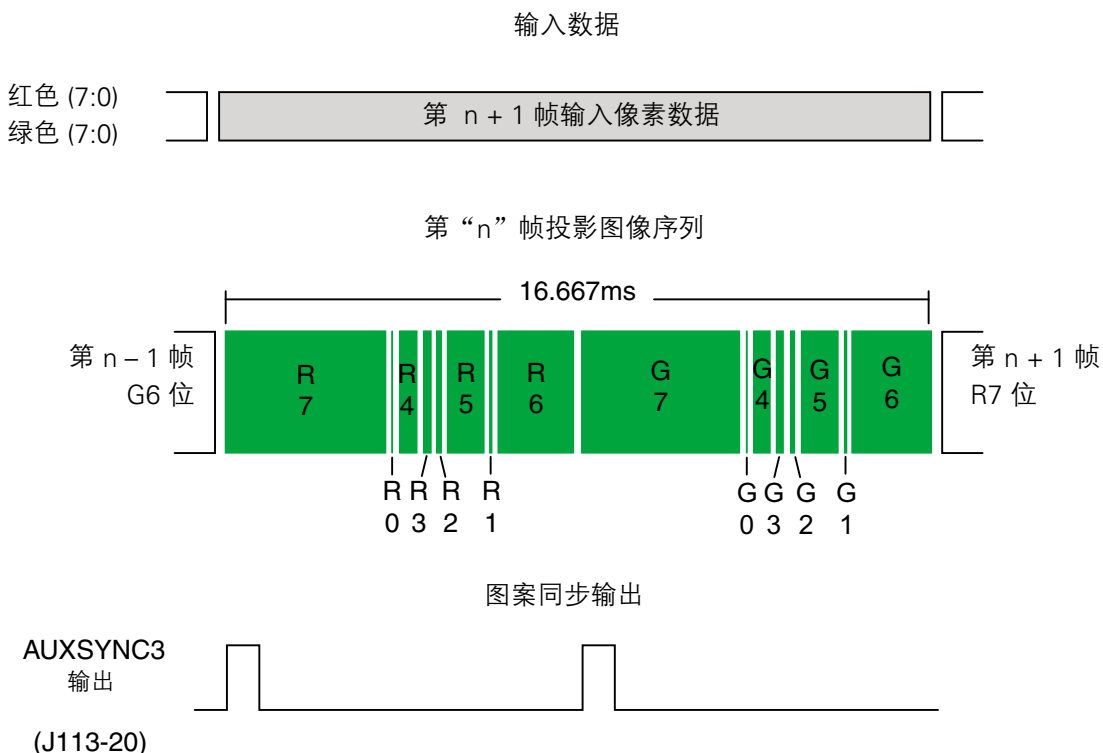 输入数据
红色 (7:0)
绿色 (7:0)
第 n + 1 帧输入像素数据
第“n”帧投影图像序列
16.667ms
第 n – 1 帧
G6 位
R
7
R
4
R
5
R
6
G
7
G
4
G
5
G
6
第 n + 1 帧
R7 位
R R R R
0 3 2 1
G G G G
0 3 2 1
图案同步输出
AUXSYNC3
输出
(J113-20)